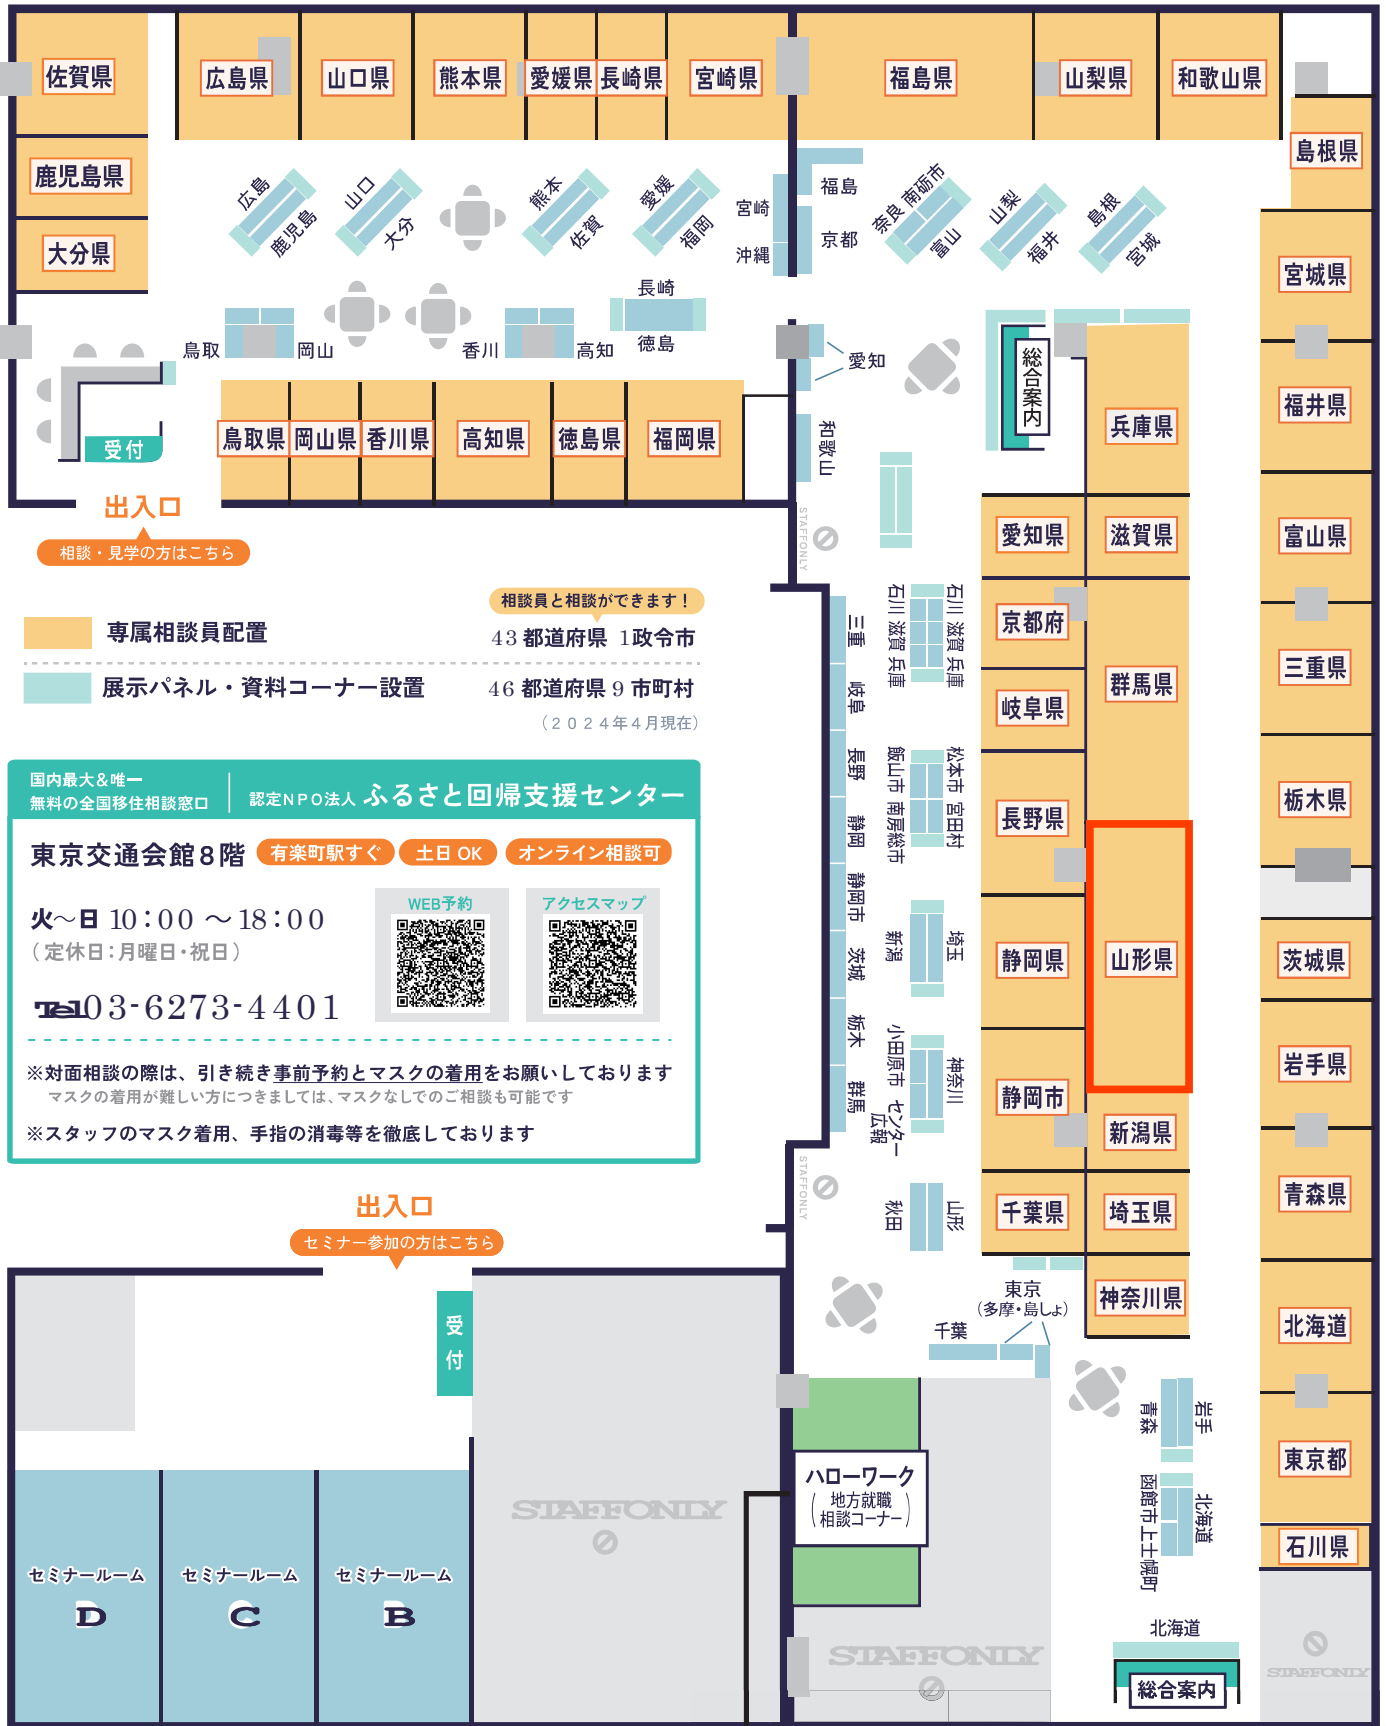 佐賀県
広島県
山口県
熊本県
愛媛県
長崎県
宮崎県
福島県
山梨県
和歌山県
島根県
鹿児島県
大分県
広島
鹿児島
山口
大分
熊本
佐賀
愛媛
福岡
宮崎
沖縄
福島
京都
奈良 南砺市
富山
山梨
福井
島根
宮城
宮城県
長崎
徳島
鳥取
岡山
香川
高知
愛知
総合案内
福井県
受付
鳥取県
岡山県
香川県
高知県
徳島県
福岡県
和歌山
兵庫県
出入口
相談・見学の方はこちら
STAFFONLY
愛知県
滋賀県
富山県
専属相談員配置
相談員と相談ができます！
43 都道府県 1政令市
展示パネル・資料コーナー設置
46 都道府県 9 市町村
（２０２４年４月現在）
三重
岐阜
長野
静岡
静岡市
茨城
栃木
群馬
石川 滋賀 兵庫
石川 滋賀 兵庫
京都府
岐阜県
群馬県
三重県
飯山市 南房総市
松本市 宮田村
長野県
栃木県
国内最大＆唯一
無料の全国移住相談窓口
認定NPO法人 ふるさと回帰支援センター
東京交通会館８階
有楽町駅すぐ
土日 OK
オンライン相談可
火〜日 10：00 〜18：00
（定休日：月曜日・祝日）
Tel03-6273-4401
WEB予約
アクセスマップ
※対面相談の際は、引き続き事前予約とマスクの着用をお願いしております
マスクの着用が難しい方につきましては、マスクなしでのご相談も可能です
※スタッフのマスク着用、手指の消毒等を徹底しております
新潟
埼玉
静岡県
山形県
茨城県
小田原市
神奈川
センター
広報
静岡市
新潟県
岩手県
STAFFONLY
秋田
山形
千葉県
埼玉県
青森県
出入口
セミナー参加の方はこちら
受付
東京
（多摩・島しょ）
千葉
神奈川県
北海道
ハローワーク
（地方就職
相談コーナー）
青森
岩手
東京都
函館市 上士幌町
北海道
石川県
STAFFONLY
セミナールーム
D
セミナールーム
C
セミナールーム
B
STAFFONLY
北海道
総合案内
STAFFONLY